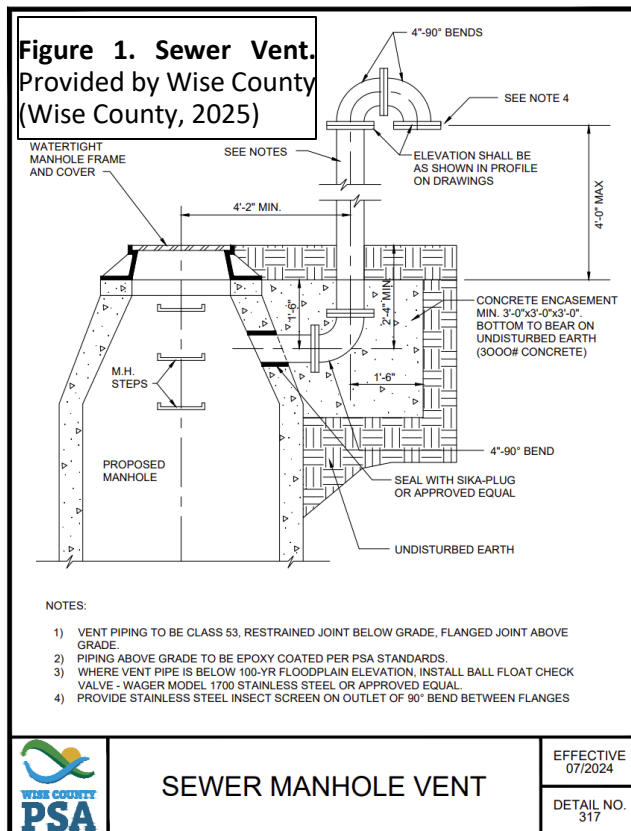 Figure 1. Sewer Vent.
Provided by Wise County
(Wise County, 2025)
4"-90° BENDS
SEE NOTE 4
WATERTIGHT
MANHOLE FRAME
AND COVER
SEE NOTES
ELEVATION SHALL BE
AS SHOWN IN PROFILE
ON DRAWINGS
4'-0" MAX
4'-2" MIN.
1'-6"
2'-4" MIN.
CONCRETE ENCASEMENT
MIN. 3'-0"x3'-0"x3'-0".
BOTTOM TO BEAR ON
UNDISTURBED EARTH
(3OOO# CONCRETE)
M.H.
STEPS
1'-6"
PROPOSED
MANHOLE
4"-90° BEND
SEAL WITH SIKA-PLUG
OR APPROVED EQUAL
UNDISTURBED EARTH
NOTES:
1) VENT PIPING TO BE CLASS 53, RESTRAINED JOINT BELOW GRADE, FLANGED JOINT ABOVE
GRADE.
2) PIPING ABOVE GRADE TO BE EPOXY COATED PER PSA STANDARDS.
3) WHERE VENT PIPE IS BELOW 100-YR FLOODPLAIN ELEVATION, INSTALL BALL FLOAT CHECK
VALVE - WAGER MODEL 1700 STAINLESS STEEL OR APPROVED EQUAL.
4) PROVIDE STAINLESS STEEL INSECT SCREEN ON OUTLET OF 90° BEND BETWEEN FLANGES
WISE COUNTY
PSA
SEWER MANHOLE VENT
EFFECTIVE
07/2024
DETAIL NO.
317